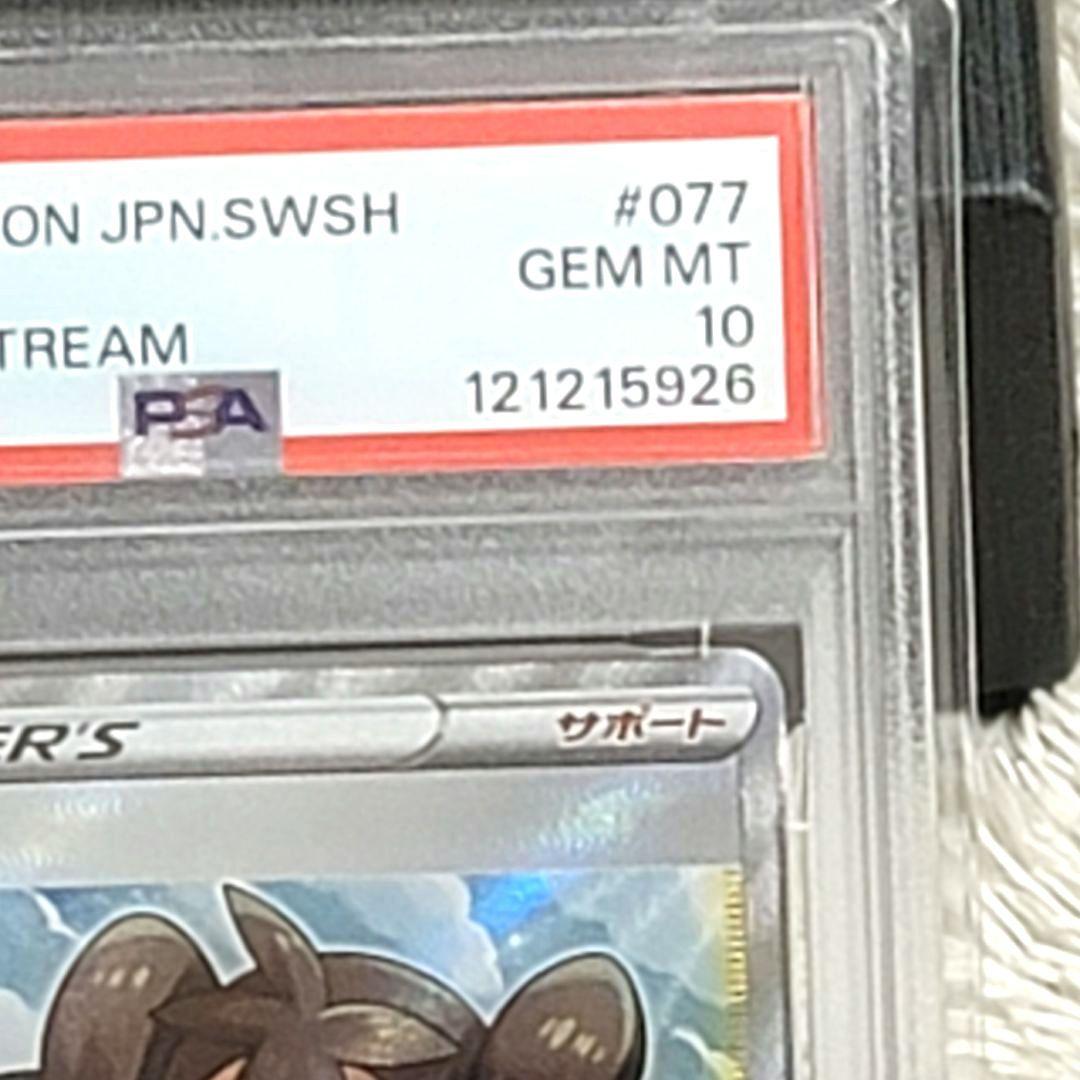 ON JPN.SWSH #077
GEM MT
TREAM 10
PSA 121215926
ER'S サポート